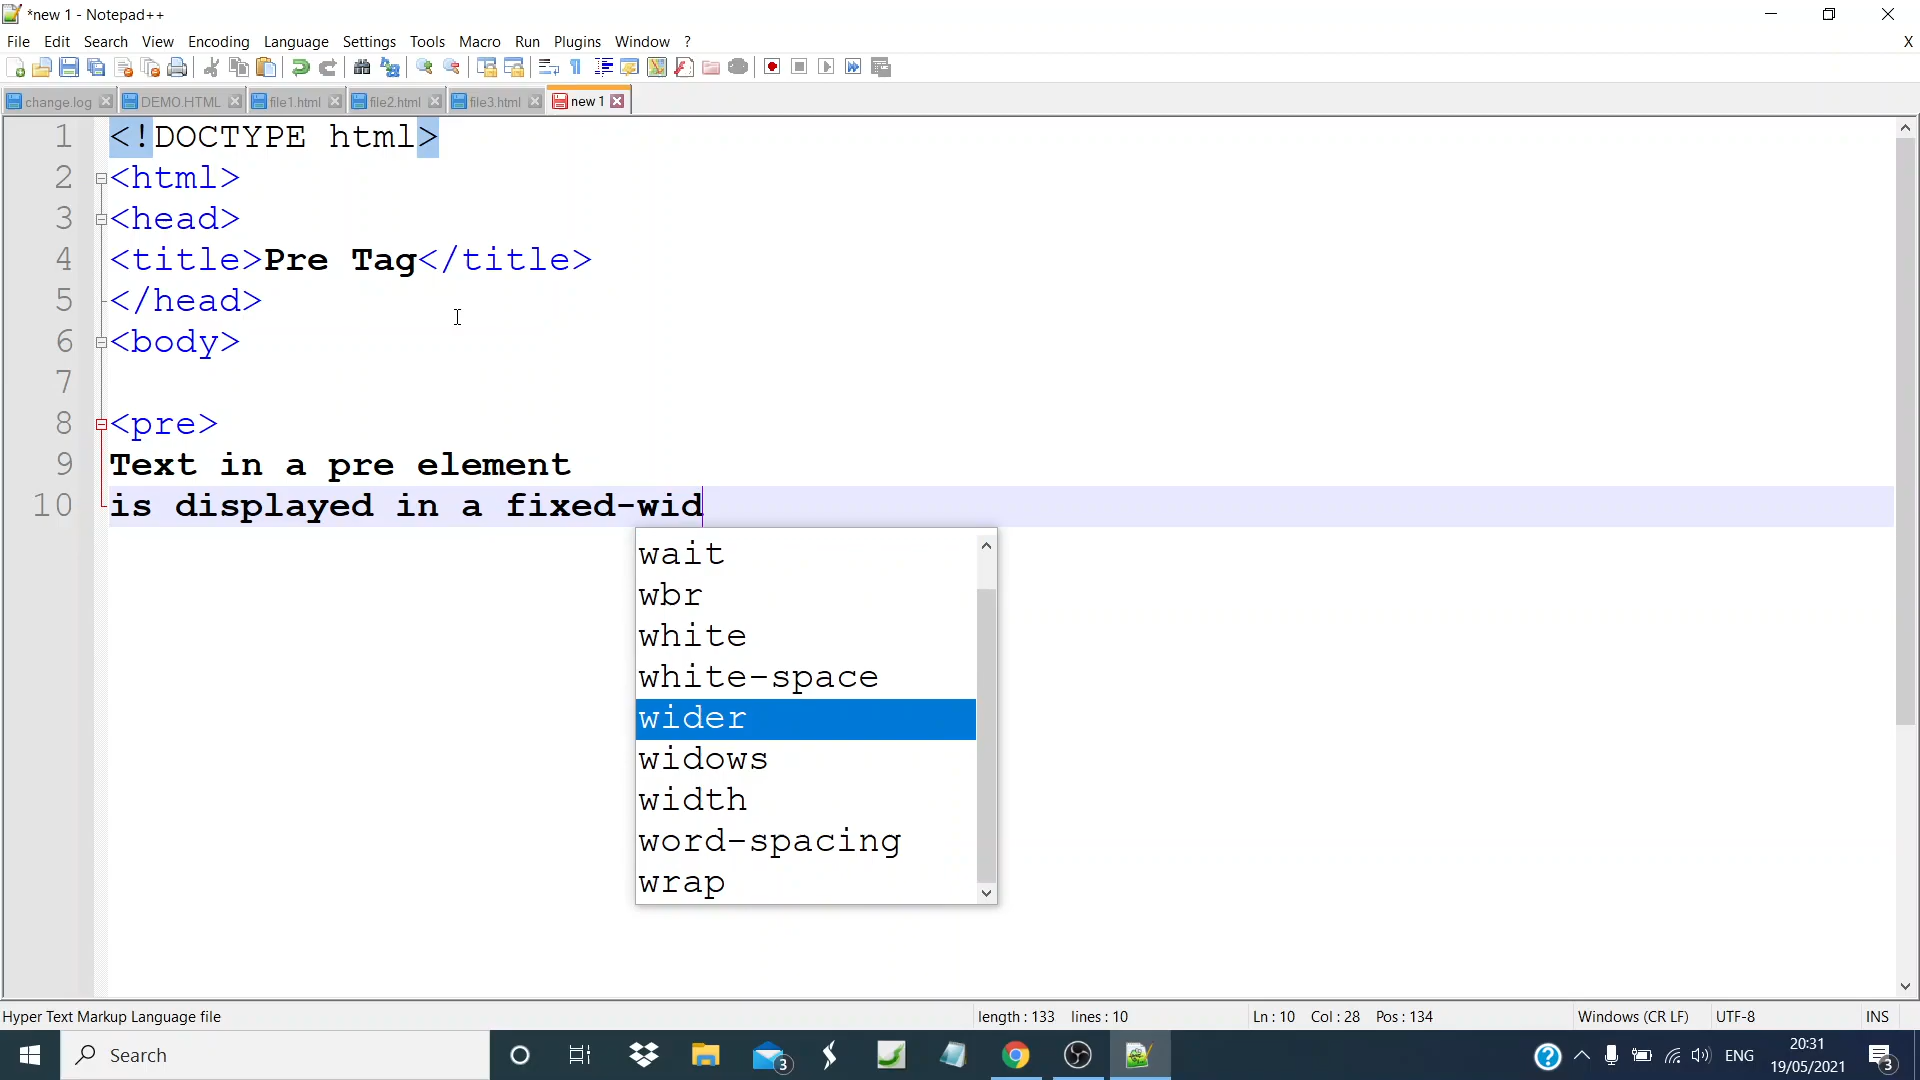 *new 1 - Notepad++
File Edit Search View Encoding Language Settings Tools Macro Run Plugins Window ? X
change.log DEMO.HTML file1.html file2.html file3.html new 1
1 <!DOCTYPE html>
2 <html>
3 <head>
4 <title>Pre Tag</title>
5 </head>
6 <body>
7
8 <pre>
9 Text in a pre element
10 is displayed in a fixed-wid
wait
wbr
white
white-space
wider
widows
width
word-spacing
wrap
Hyper Text Markup Language file length : 133 lines : 10 Ln : 10 Col : 28 Pos : 134 Windows (CR LF) UTF-8 INS
Search 3 ENG 20:31 3
19/05/2021